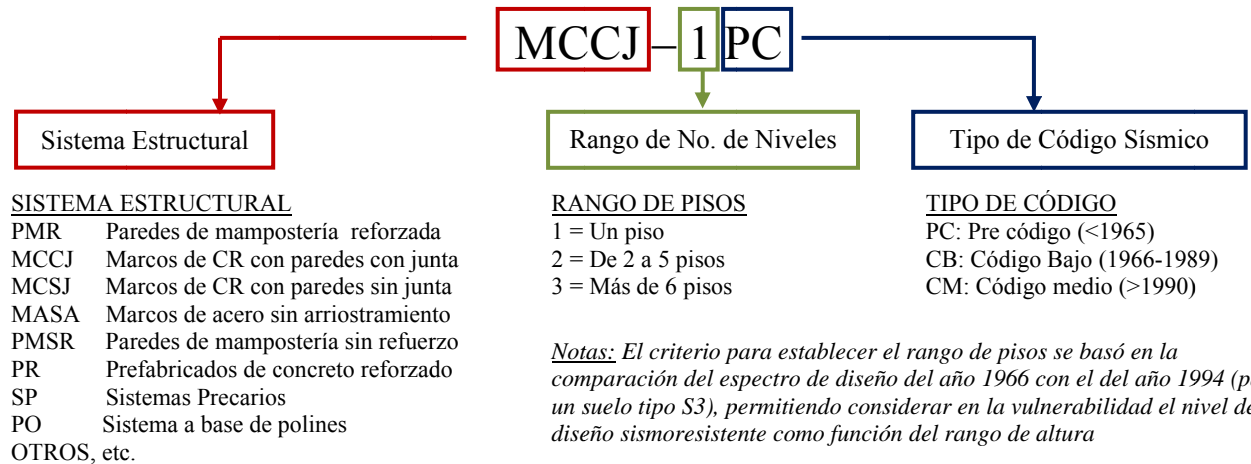 MCCJ–1PC
Sistema Estructural
Rango de No. de Niveles
Tipo de Código Sísmico
SISTEMA ESTRUCTURAL
PMR Paredes de mampostería reforzada
MCCJ Marcos de CR con paredes con junta
MCSJ Marcos de CR con paredes sin junta
MASA Marcos de acero sin arriostramiento
PMSR Paredes de mampostería sin refuerzo
PR Prefabricados de concreto reforzado
SP Sistemas Precarios
PO Sistema a base de polines
OTROS, etc.
RANGO DE PISOS
1 = Un piso
2 = De 2 a 5 pisos
3 = Más de 6 pisos
TIPO DE CÓDIGO
PC: Pre código (<1965)
CB: Código Bajo (1966-1989)
CM: Código medio (>1990)
Notas: El criterio para establecer el rango de pisos se basó en la
comparación del espectro de diseño del año 1966 con el del año 1994
un suelo tipo S3), permitiendo considerar en la vulnerabilidad el nivel de
diseño sismoresistente como función del rango de altura